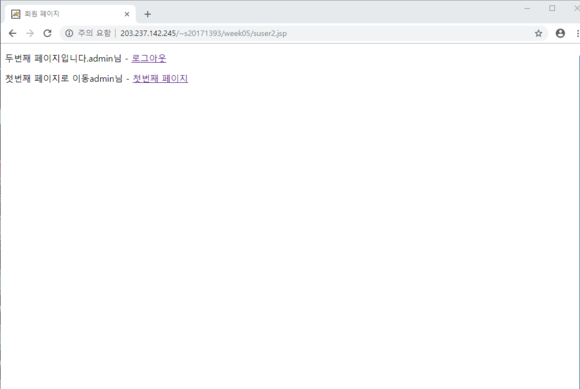 회원 페이지
주의 요함 | 203.237.142.245/~s20171393/week05/suser2.jsp
두번째 페이지입니다.admin님 - 로그아웃
첫번째 페이지로 이동admin님 - 첫번째 페이지